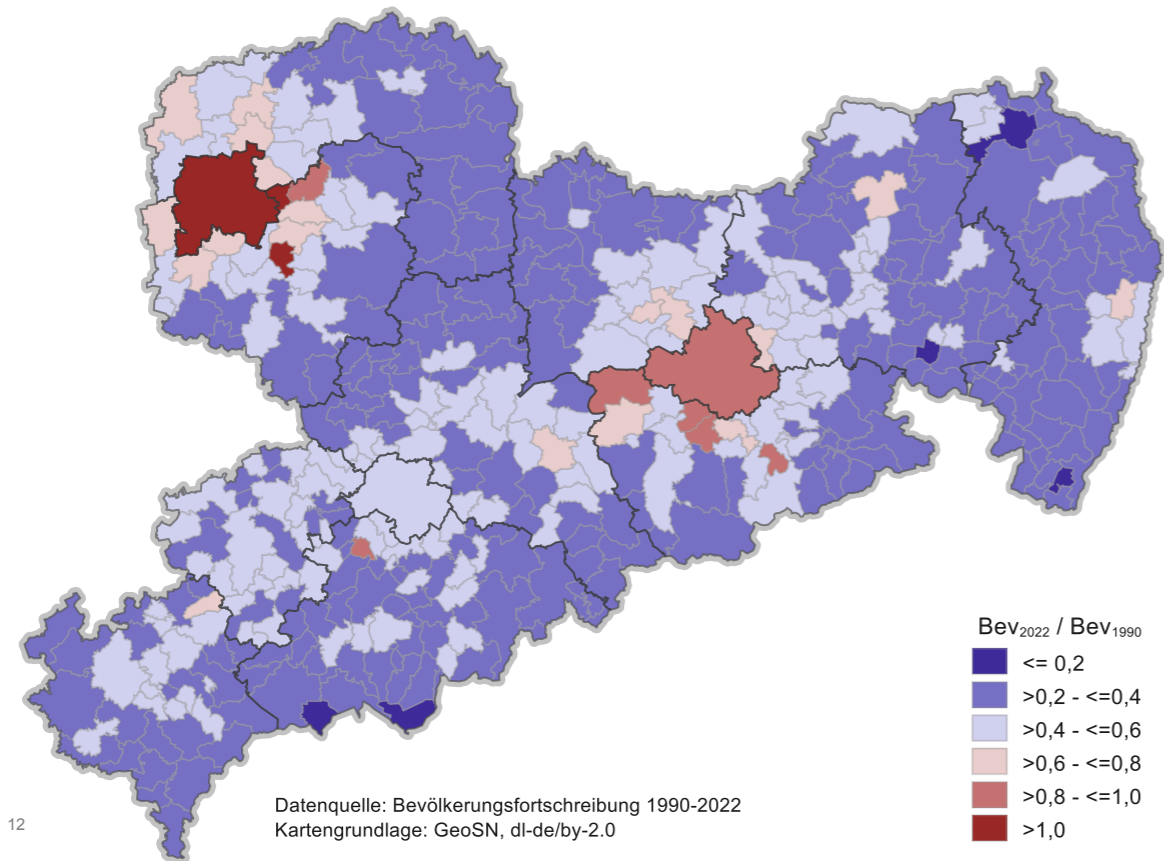 Bev2022 / Bev1990
<= 0,2
>0,2 - <=0,4
>0,4 - <=0,6
>0,6 - <=0,8
>0,8 - <=1,0
>1,0
Datenquelle: Bevölkerungsfortschreibung 1990-2022
Kartengrundlage: GeoSN, dl-de/by-2.0
12